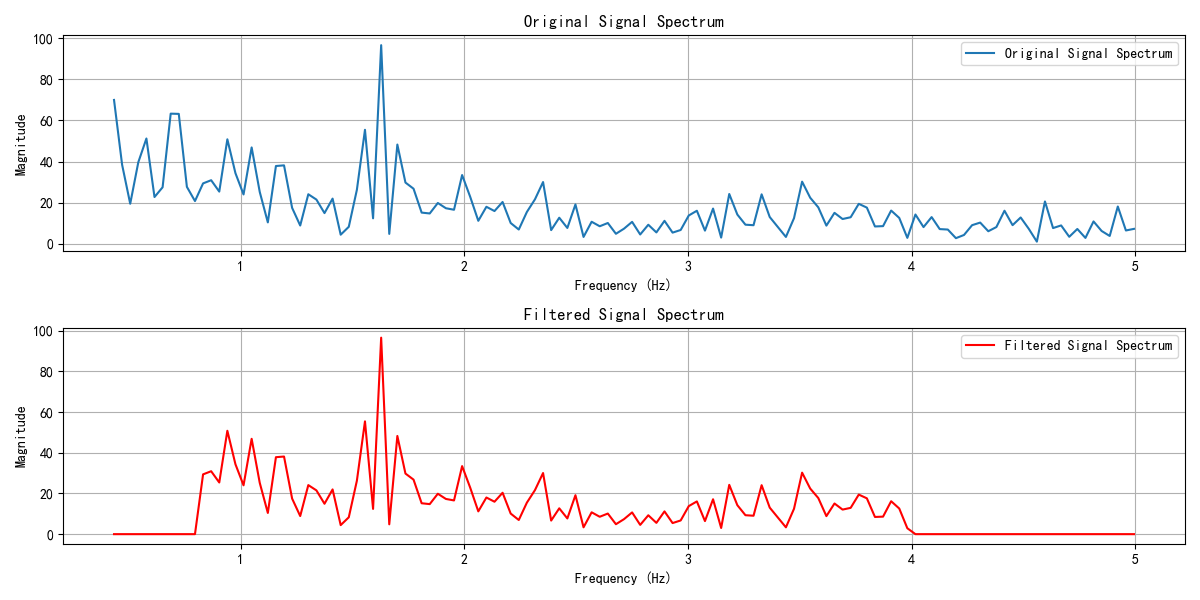 Original Signal Spectrum
100
80
60
40
20
0
Magnitude
Original Signal Spectrum
1
2
3
4
5
Frequency (Hz)
Filtered Signal Spectrum
100
80
60
40
20
0
Magnitude
Filtered Signal Spectrum
1
2
3
4
5
Frequency (Hz)